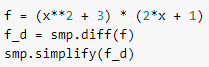 f = (x**2 + 3) * (2*x + 1)
f_d = smp.diff(f)
smp.simplify(f_d)